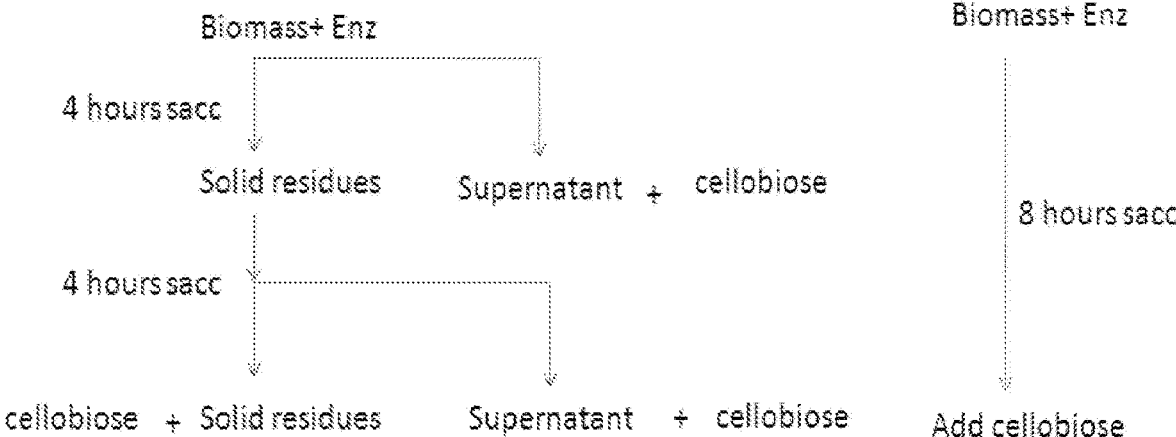 Biomass+ Enz
4 hours sacc
Solid residues
Supernatant + cellobiose
4 hours sacc
cellobiose + Solid residues
Supernatant + cellobiose
Biomass+ Enz
8 hours sacc
Add cellobiose